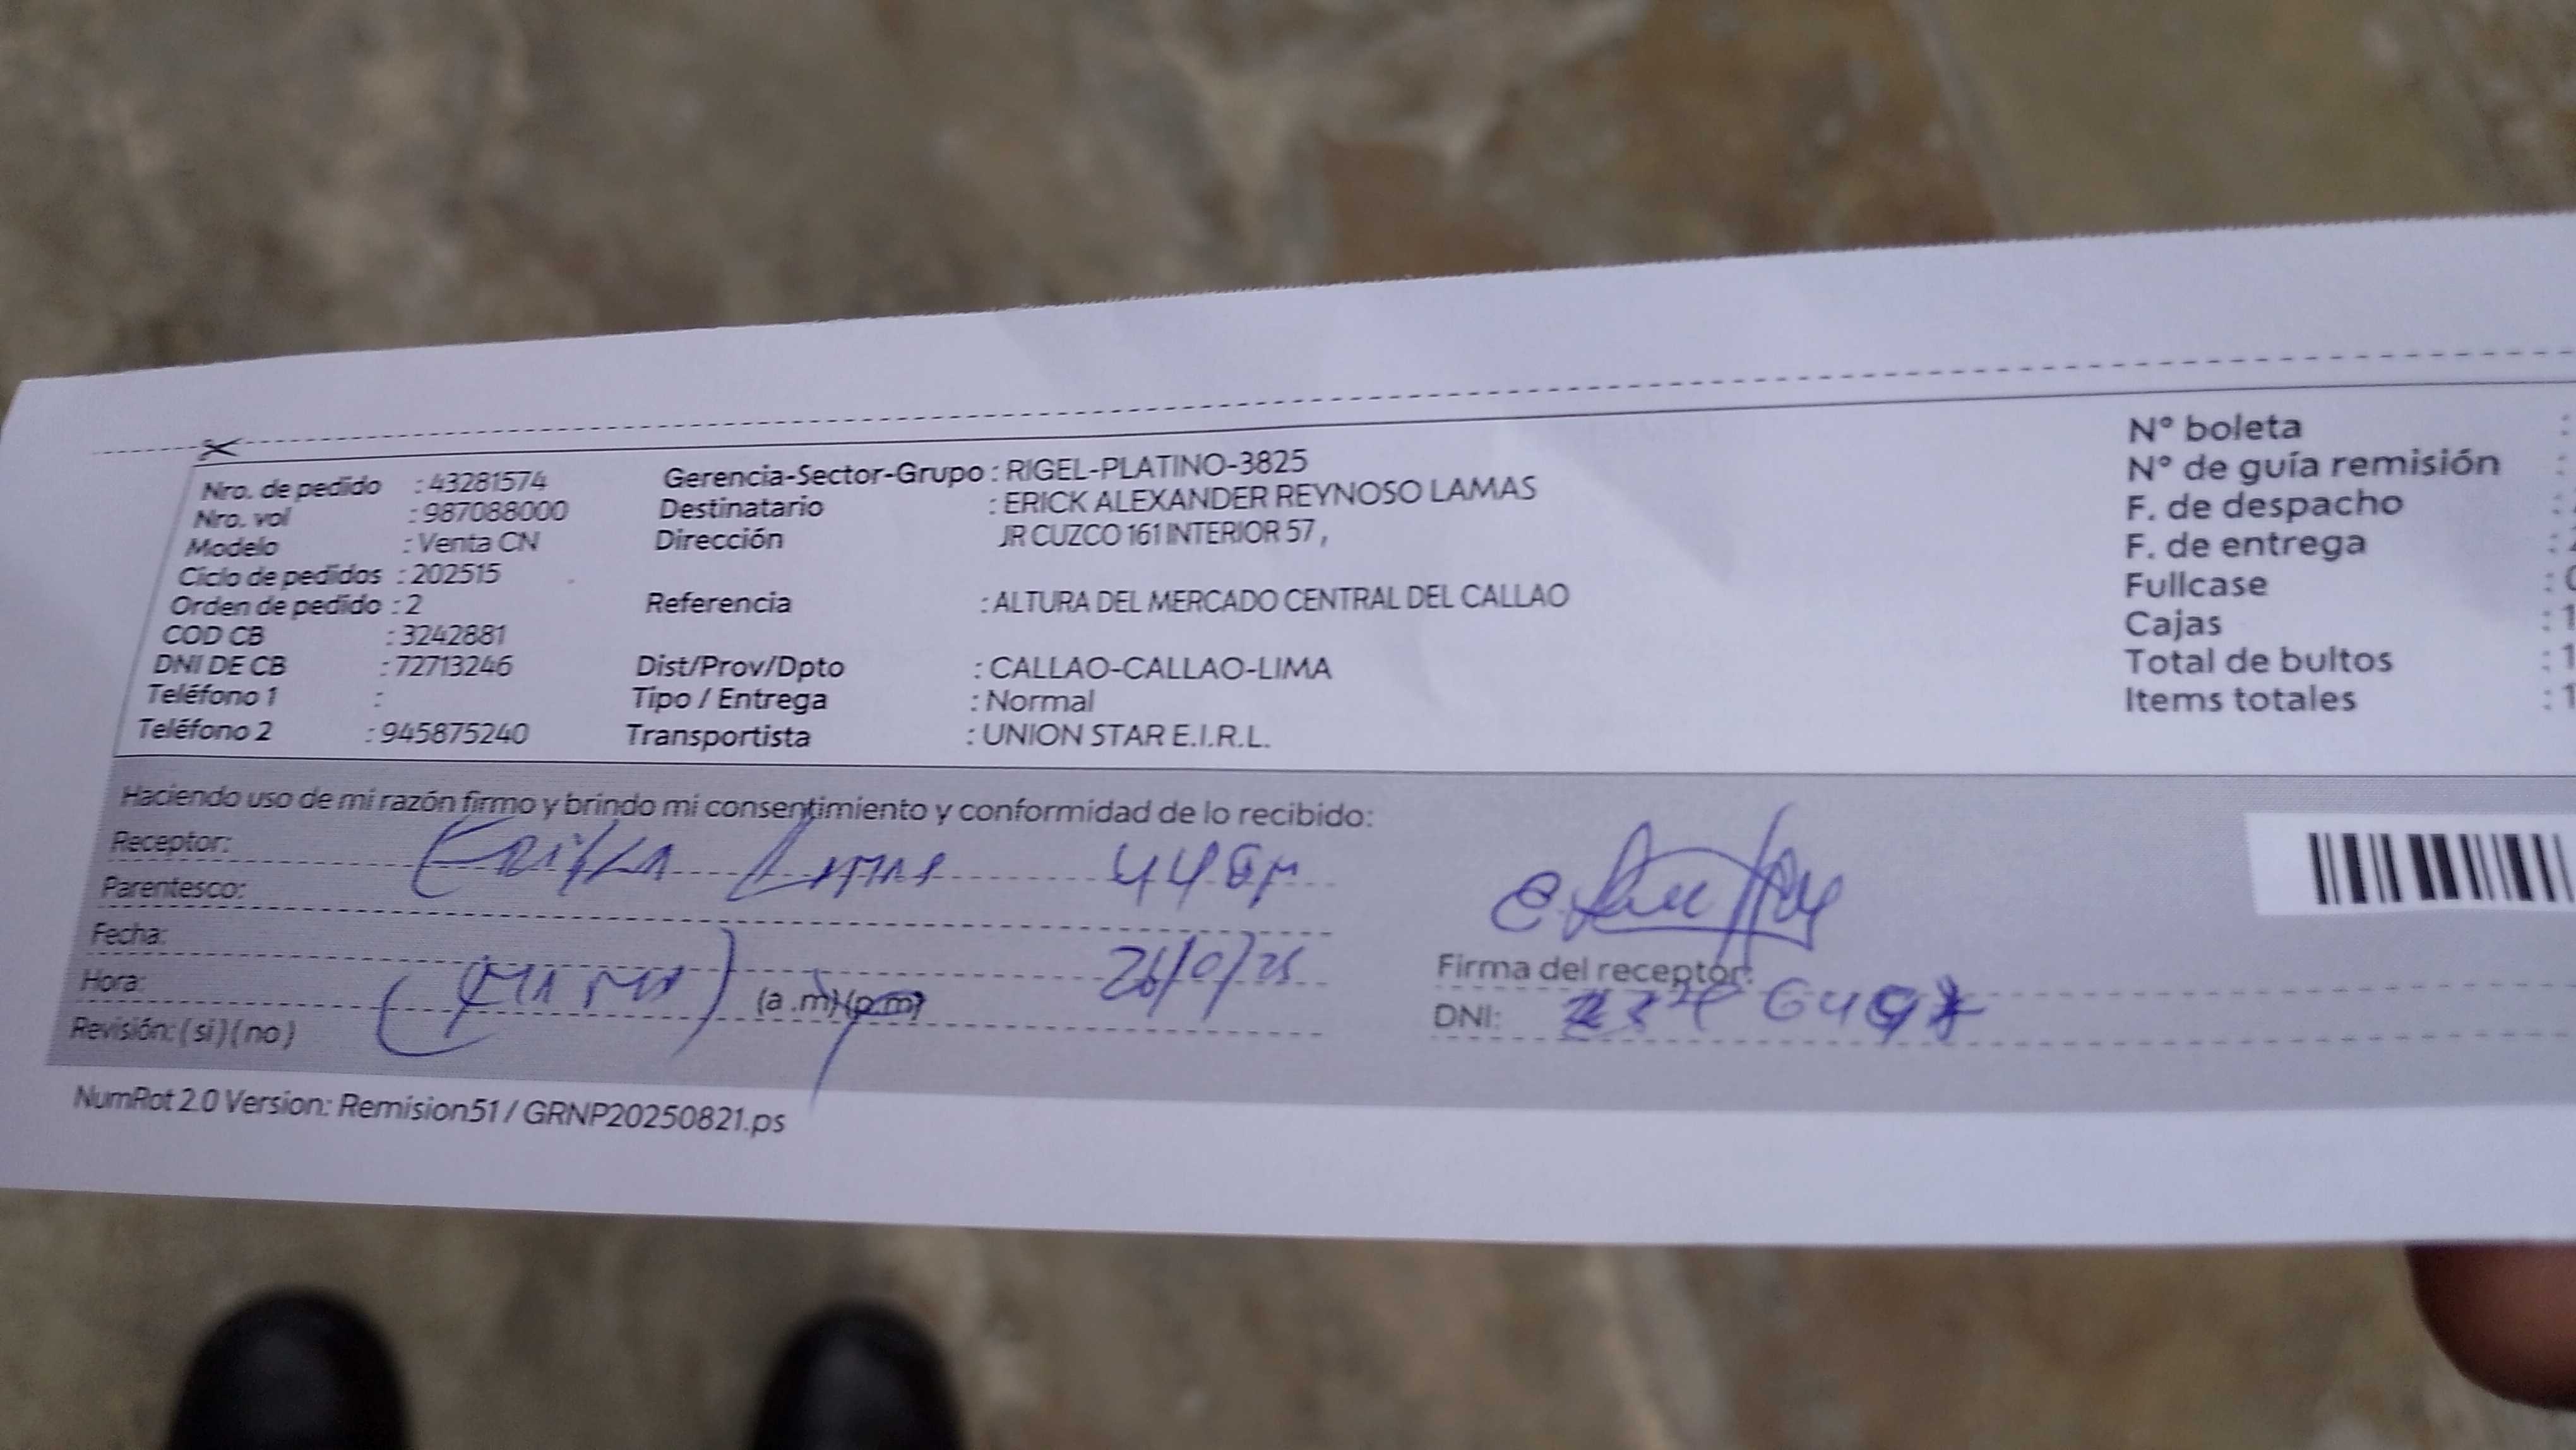 Nro. de pedido : 43281574
Nro. vol : 987088000
Modelo : Venta CN
Ciclo de pedidos : 202515
Orden de pedido : 2
COD CB : 3242881
DNI DE CB : 72713246
Teléfono 1 :
Teléfono 2 : 945875240
Gerencia-Sector-Grupo : RIGEL-PLATINO-3825
Destinatario : ERICK ALEXANDER REYNOSO LAMAS
Dirección JR CUZCO 161 INTERIOR 57 ,
Referencia : ALTURA DEL MERCADO CENTRAL DEL CALLAO
Dist/Prov/Dpto : CALLAO-CALLAO-LIMA
Tipo / Entrega : Normal
Transportista : UNION STAR E.I.R.L.
N° boleta :
N° de guía remisión :
F. de despacho :
F. de entrega :
Fullcase :
Cajas : 1
Total de bultos : 1
Items totales : 1
Haciendo uso de mi razón firmo y brindo mi consentimiento y conformidad de lo recibido:
Receptor:
Parentesco:
Fecha:
Hora: (a .m) (p.m)
Revisión: ( si ) ( no )
Firma del receptor:
DNI:
NumRot 2.0 Version: Remision51 / GRNP20250821.ps